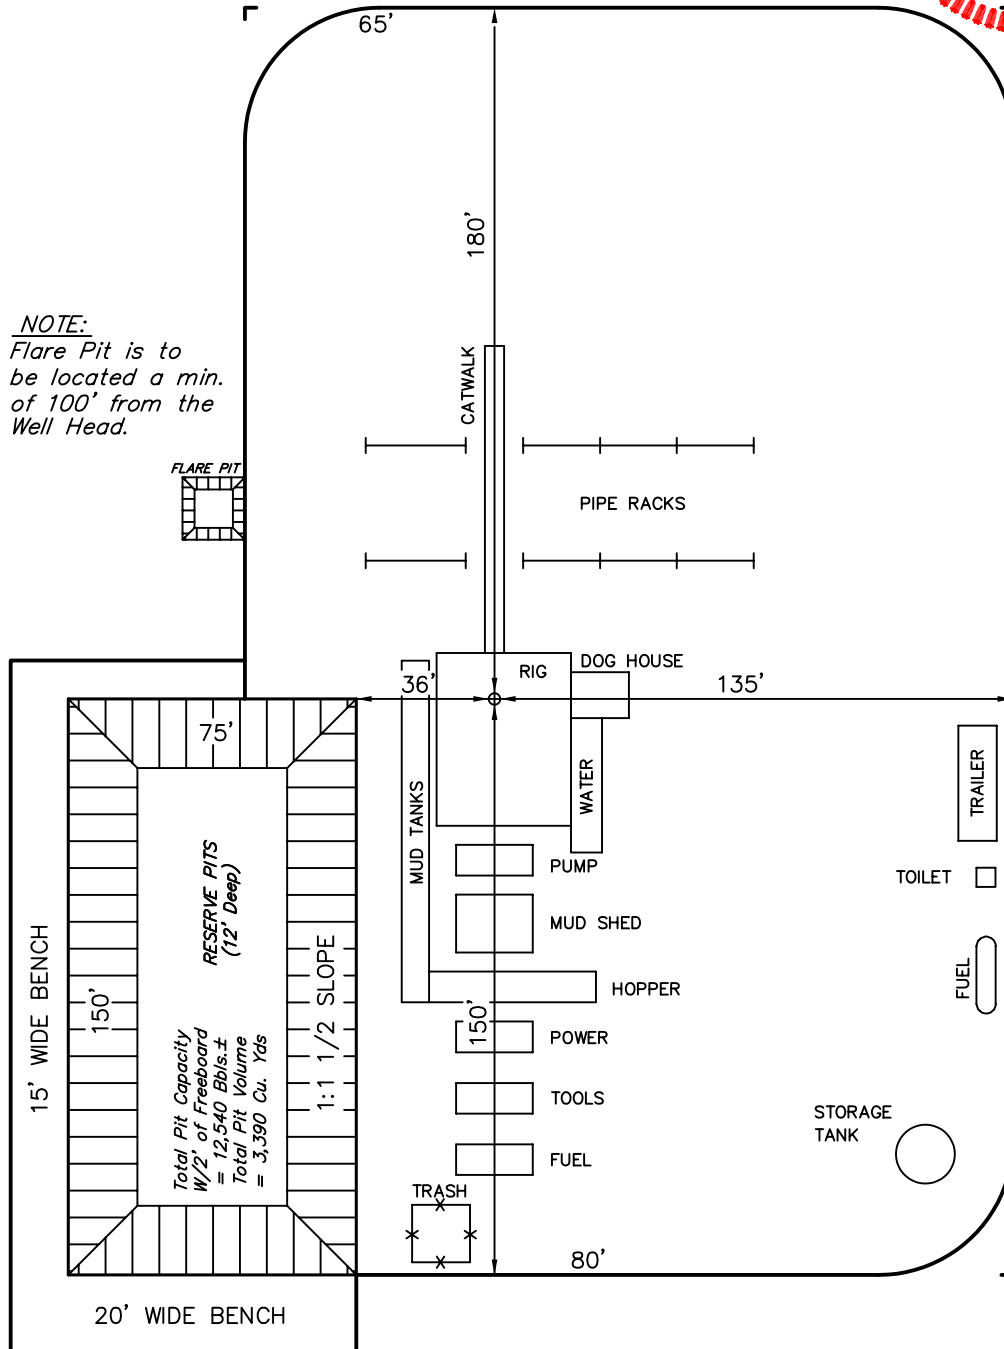 65'
180'
NOTE:
Flare Pit is to
be located a min.
of 100' from the
Well Head.
CATWALK
FLARE PIT
PIPE RACKS
RIG
DOG HOUSE
36'
135'
75'
MUD TANKS
WATER
TRAILER
PUMP
TOILET
RESERVE PITS
(12' Deep)
MUD SHED
15' WIDE BENCH
150'
1:1 1/2 SLOPE
HOPPER
FUEL
150'
POWER
Total Pit Capacity
W/2' of Freeboard
= 12,540 Bbls.±
Total Pit Volume
= 3,390 Cu. Yds
TOOLS
STORAGE
TANK
FUEL
TRASH
80'
20' WIDE BENCH